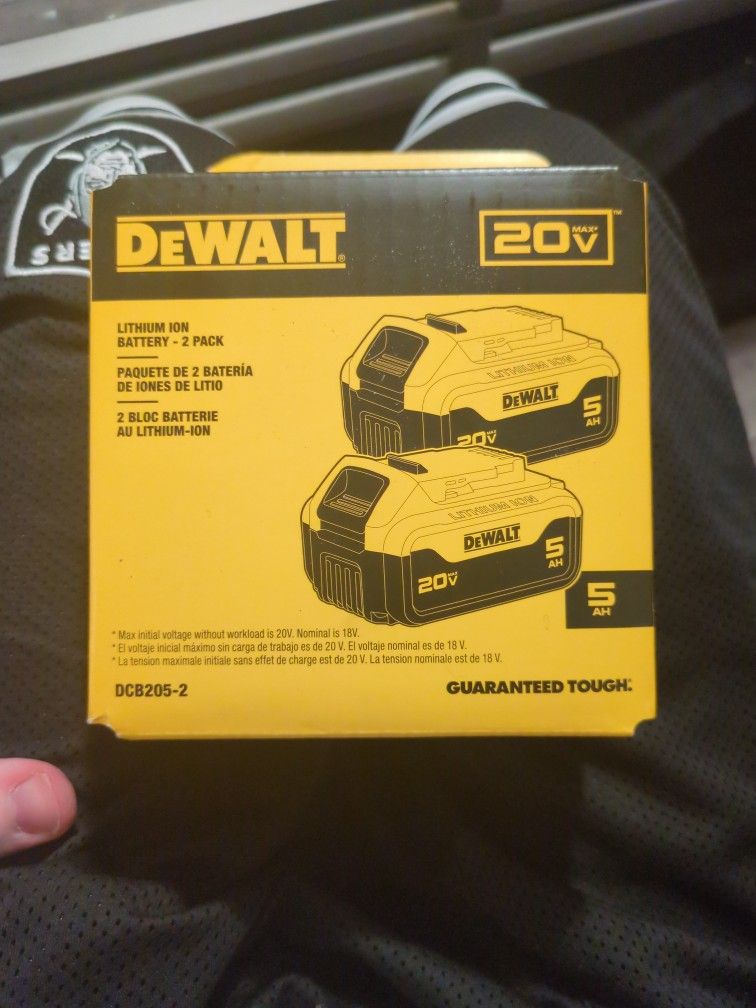 DEWALT®
20V MAX*™
LITHIUM ION
BATTERY - 2 PACK
PAQUETE DE 2 BATERÍA
DE IONES DE LITIO
2 BLOC BATTERIE
AU LITHIUM-ION
LITHIUM ION
DEWALT
5
AH
20V MAX
LITHIUM ION
DEWALT
5
AH
20V MAX
5
AH
* Max initial voltage without workload is 20V. Nominal is 18V.
* El voltaje inicial máximo sin carga de trabajo es de 20 V. El voltaje nominal es de 18 V.
* La tension maximale initiale sans effet de charge est de 20 V. La tension nominale est de 18 V.
DCB205-2
GUARANTEED TOUGH.®